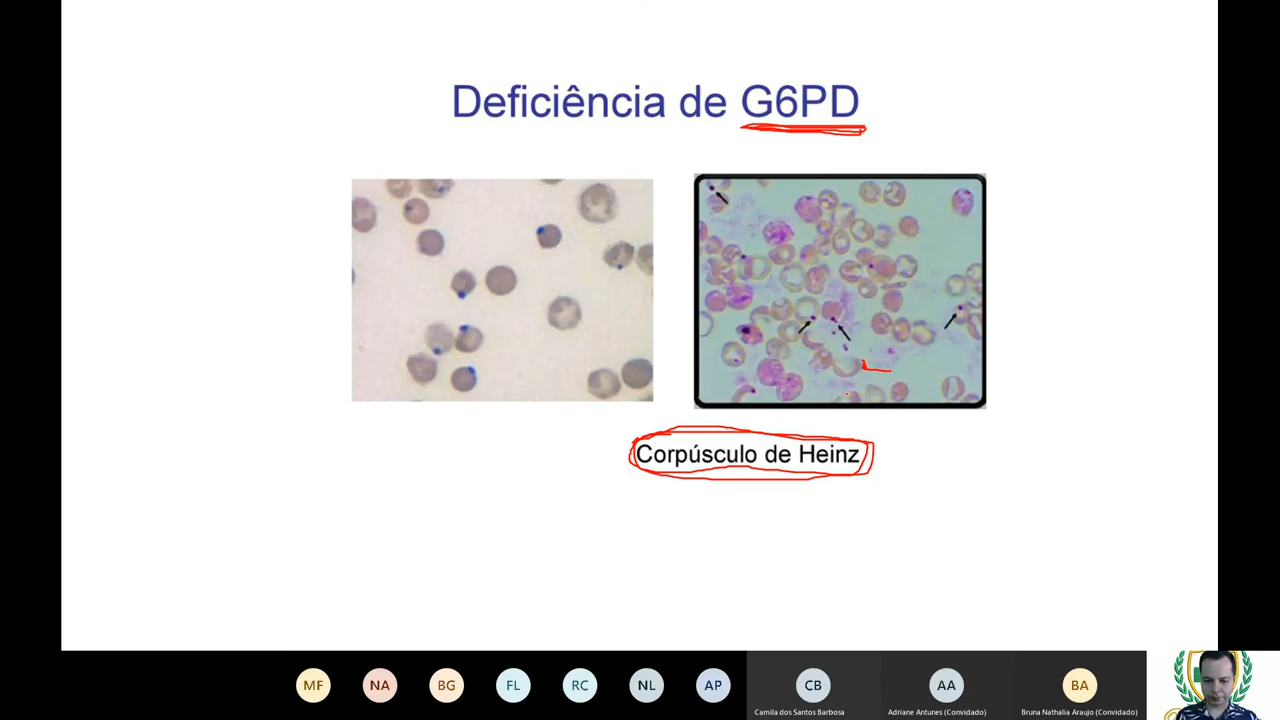 Deficiência de G6PD
Corpúsculo de Heinz
MF
NA
BG
FL
RC
NL
AP
CB
AA
BA
Camila dos Santos Barbosa
Adriane Antunes (Convidado)
Bruna Nathalia Araujo (Convidado)